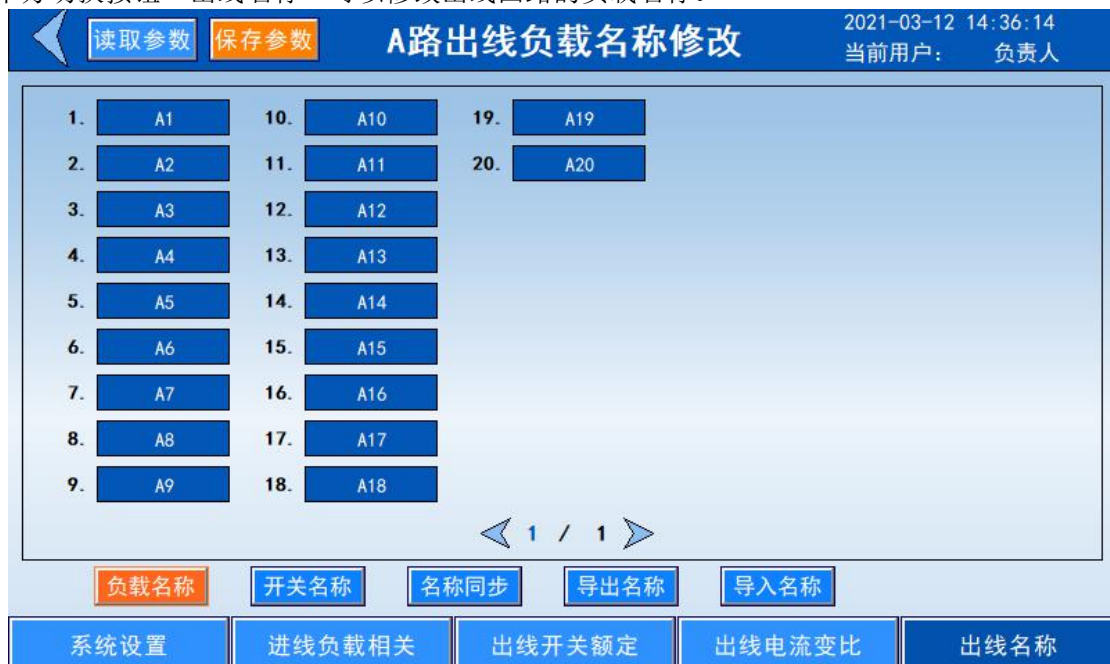 读取参数 保存参数 A路出线负载名称修改 2021-03-12 14:36:14
当前用户： 负责人
1. A1 10. A10 19. A19
2. A2 11. A11 20. A20
3. A3 12. A12
4. A4 13. A13
5. A5 14. A14
6. A6 15. A15
7. A7 16. A16
8. A8 17. A17
9. A9 18. A18
1 / 1
负载名称 开关名称 名称同步 导出名称 导入名称
系统设置 进线负载相关 出线开关额定 出线电流变比 出线名称